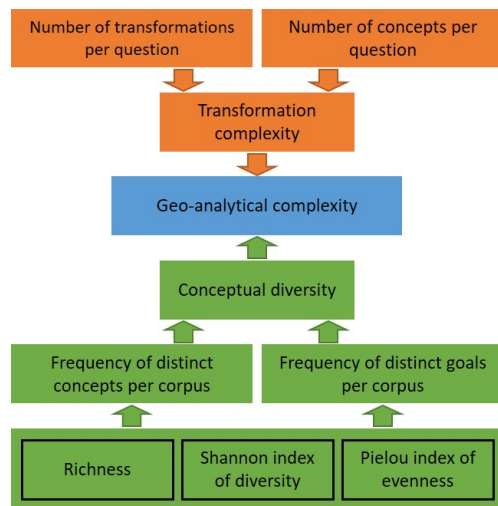 Number of transformations
per question
Number of concepts per
question
Transformation
complexity
Geo-analytical complexity
Conceptual diversity
Frequency of distinct
concepts per corpus
Frequency of distinct goals
per corpus
Richness
Shannon index
of diversity
Pielou index of
evenness